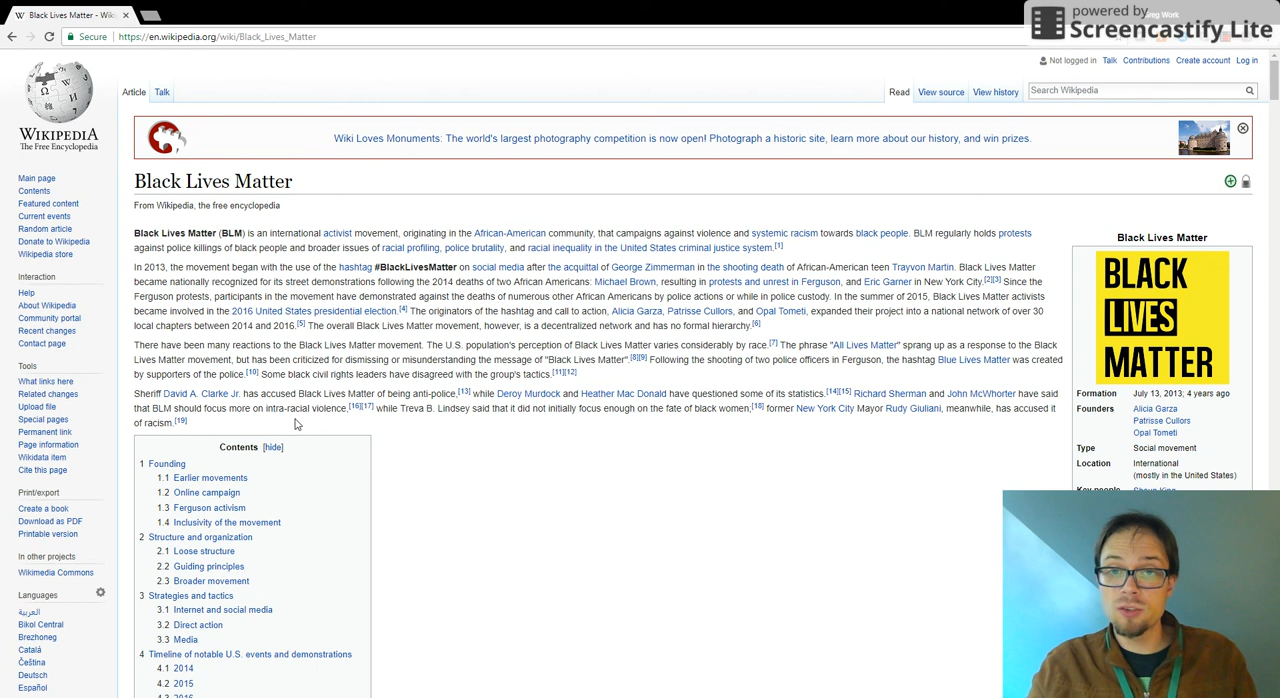 Black Lives Matter - Wik
powered by
Greg Work
Screencastify Lite
Secure
https://en.wikipedia.org/wiki/Black_Lives_Matter
Not logged in Talk Contributions Create account Log in
Article Talk
Read View source View history
Search Wikipedia
WIKIPEDIA
The Free Encyclopedia
Wiki Loves Monuments: The world's largest photography competition is now open! Photograph a historic site, learn more about our history, and win prizes.
Main page
Contents
Featured content
Current events
Random article
Donate to Wikipedia
Wikipedia store
Interaction
Help
About Wikipedia
Community portal
Recent changes
Contact page
Tools
What links here
Related changes
Upload file
Special pages
Permanent link
Page information
Wikidata item
Cite this page
Print/export
Create a book
Download as PDF
Printable version
In other projects
Wikimedia Commons
Languages
العربية
Bikol Central
Brezhoneg
Català
Čeština
Deutsch
Español
Black Lives Matter
From Wikipedia, the free encyclopedia
Black Lives Matter (BLM) is an international activist movement, originating in the African-American community, that campaigns against violence and systemic racism towards black people. BLM regularly holds protests
against police killings of black people and broader issues of racial profiling, police brutality, and racial inequality in the United States criminal justice system.[1]
In 2013, the movement began with the use of the hashtag #BlackLivesMatter on social media after the acquittal of George Zimmerman in the shooting death of African-American teen Trayvon Martin. Black Lives Matter
became nationally recognized for its street demonstrations following the 2014 deaths of two African Americans: Michael Brown, resulting in protests and unrest in Ferguson, and Eric Garner in New York City.[2][3] Since the
Ferguson protests, participants in the movement have demonstrated against the deaths of numerous other African Americans by police actions or while in police custody. In the summer of 2015, Black Lives Matter activists
became involved in the 2016 United States presidential election.[4] The originators of the hashtag and call to action, Alicia Garza, Patrisse Cullors, and Opal Tometi, expanded their project into a national network of over 30
local chapters between 2014 and 2016.[5] The overall Black Lives Matter movement, however, is a decentralized network and has no formal hierarchy.[6]
There have been many reactions to the Black Lives Matter movement. The U.S. population's perception of Black Lives Matter varies considerably by race.[7] The phrase "All Lives Matter" sprang up as a response to the Black
Lives Matter movement, but has been criticized for dismissing or misunderstanding the message of "Black Lives Matter".[8][9] Following the shooting of two police officers in Ferguson, the hashtag Blue Lives Matter was created
by supporters of the police.[10] Some black civil rights leaders have disagreed with the group's tactics.[11][12]
Sheriff David A. Clarke Jr. has accused Black Lives Matter of being anti-police,[13] while Deroy Murdock and Heather Mac Donald have questioned some of its statistics.[14][15] Richard Sherman and John McWhorter have said
that BLM should focus more on intra-racial violence,[16][17] while Treva B. Lindsey said that it did not initially focus enough on the fate of black women;[18] former New York City Mayor Rudy Giuliani, meanwhile, has accused it
of racism.[19]
Contents [hide]
1 Founding
1.1 Earlier movements
1.2 Online campaign
1.3 Ferguson activism
1.4 Inclusivity of the movement
2 Structure and organization
2.1 Loose structure
2.2 Guiding principles
2.3 Broader movement
3 Strategies and tactics
3.1 Internet and social media
3.2 Direct action
3.3 Media
4 Timeline of notable U.S. events and demonstrations
4.1 2014
4.2 2015
4.3 2016
Black Lives Matter
BLACK
LIVES
MATTER
Formation July 13, 2013; 4 years ago
Founders Alicia Garza
Patrisse Cullors
Opal Tometi
Type Social movement
Location International
(mostly in the United States)
Key people Shaun King